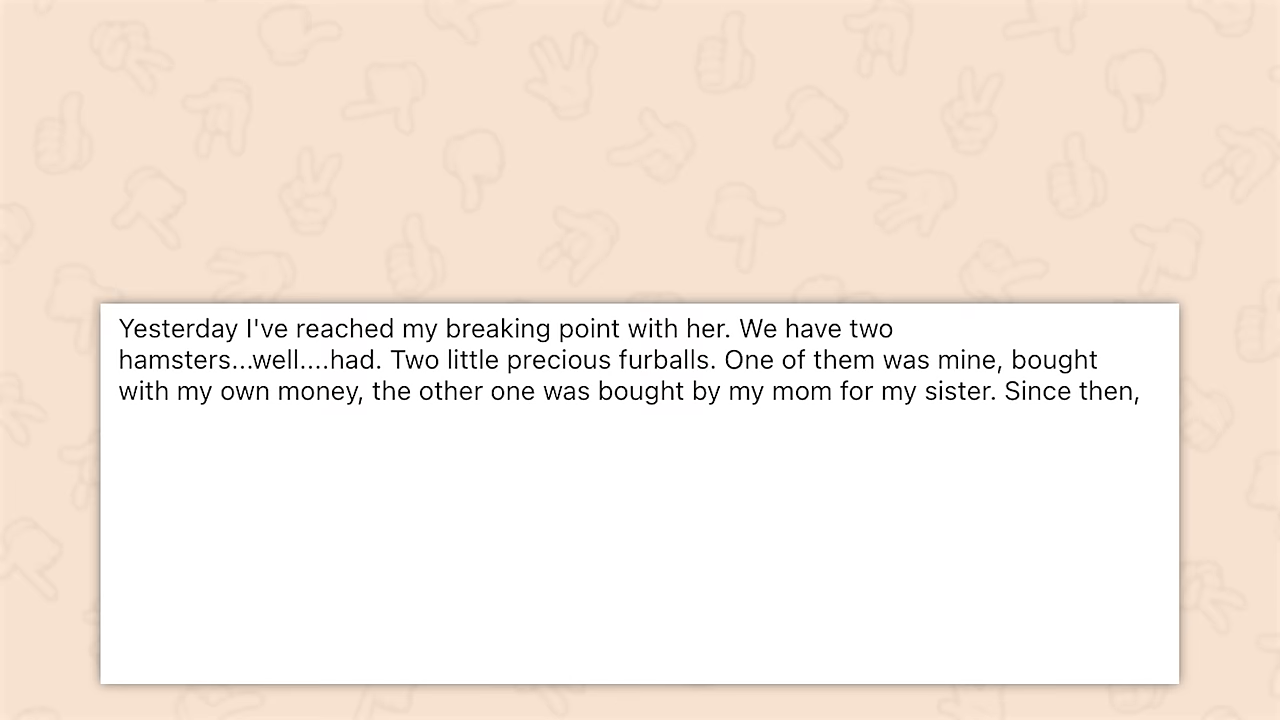 Yesterday I've reached my breaking point with her. We have two
hamsters...well....had. Two little precious furballs. One of them was mine, bought
with my own money, the other one was bought by my mom for my sister. Since then,